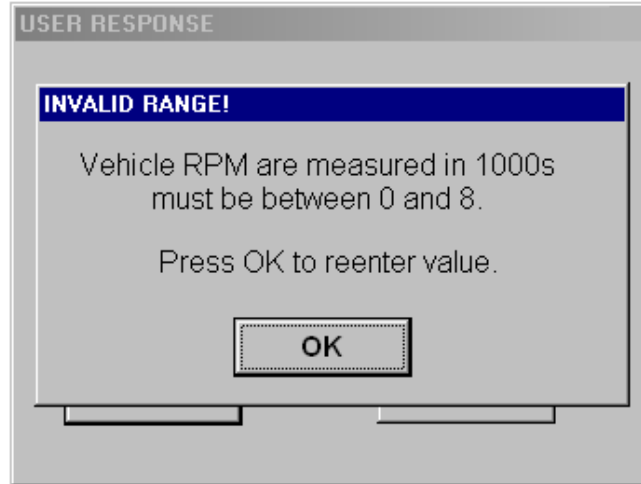 USER RESPONSE
INVALID RANGE!
Vehicle RPM are measured in 1000s
must be between 0 and 8.
Press OK to reenter value.
OK